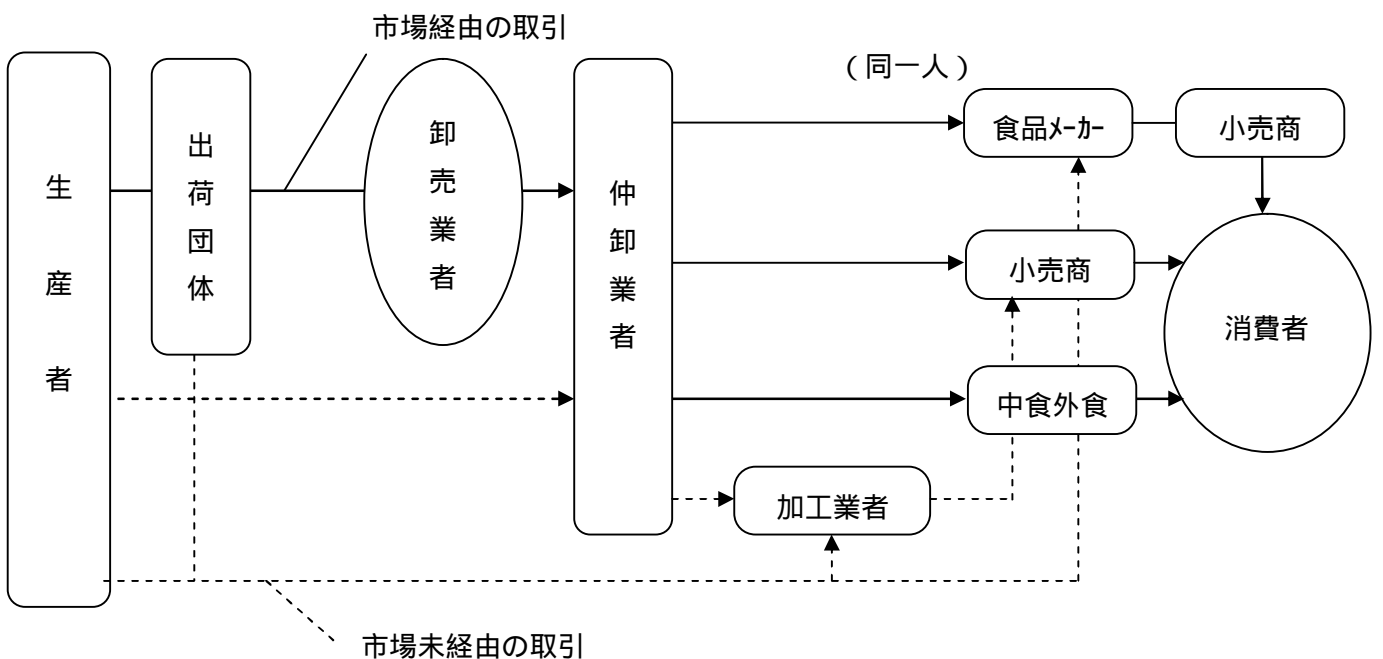 市場経由の取引
(同一人)
生産者
出荷団体
卸売業者
仲卸業者
食品ﾒｰｶｰ
小売商
小売商
消費者
中食外食
加工業者
市場未経由の取引